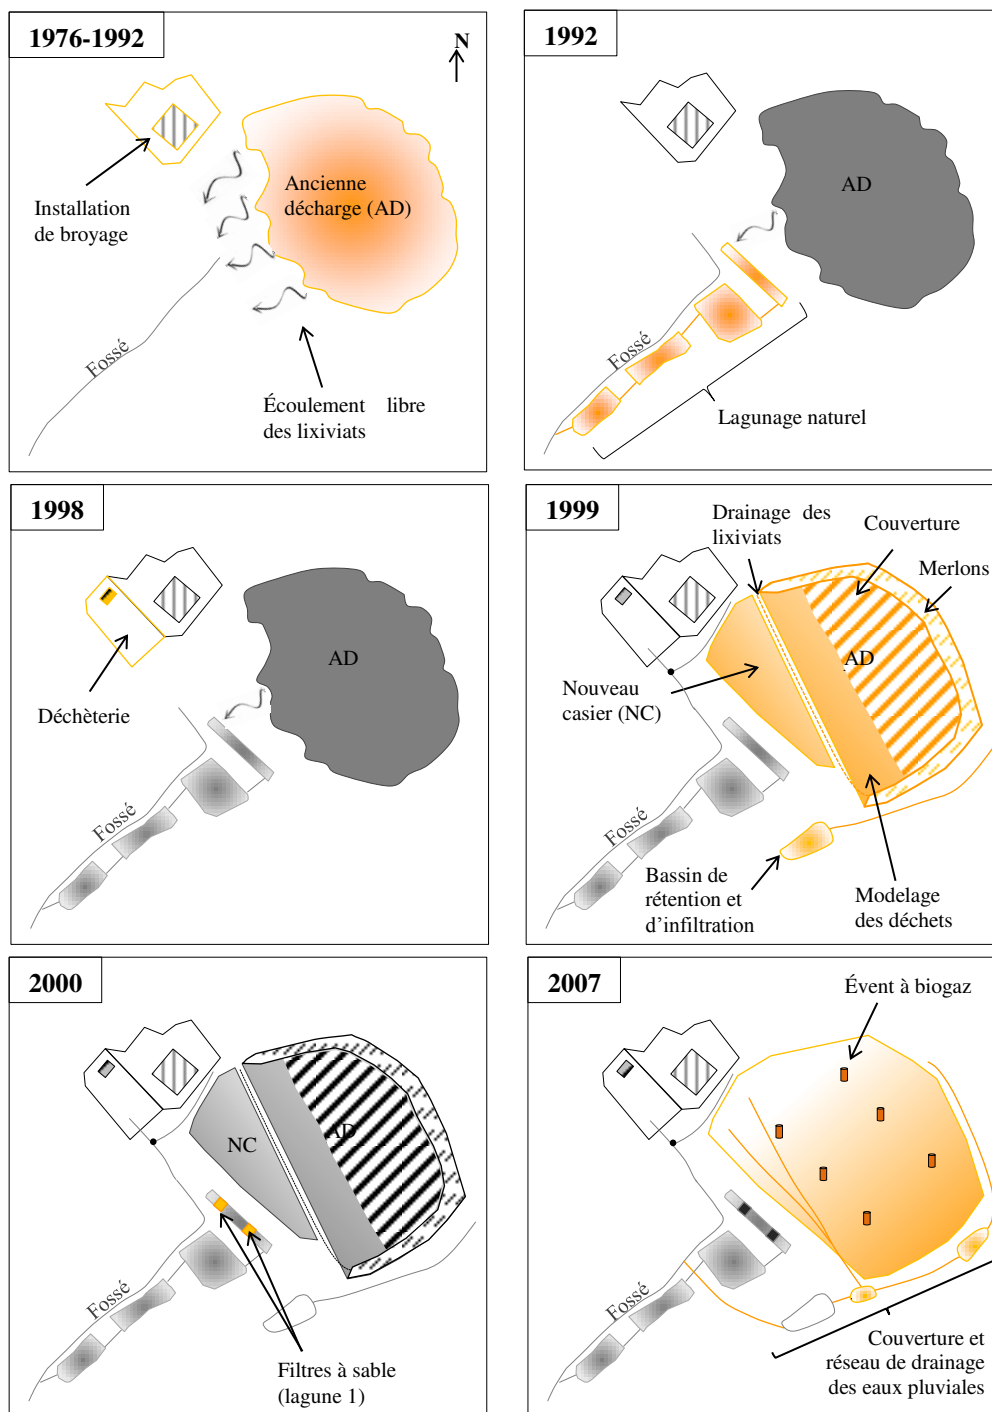 1976-1992
N
Ancienne
décharge (AD)
Installation
de broyage
Fossé
Écoulement libre
des lixiviats
1992
AD
Fossé
Lagunage naturel
1998
AD
Déchèterie
Fossé
1999
Drainage des
lixiviats
Couverture
Merlons
AD
Nouveau
casier (NC)
Fossé
Bassin de
rétention et
d'infiltration
Modelage
des déchets
2000
NC
AD
Fossé
Filtres à sable
(lagune 1)
2007
Évent à biogaz
Fossé
Couverture et
réseau de drainage
des eaux pluviales